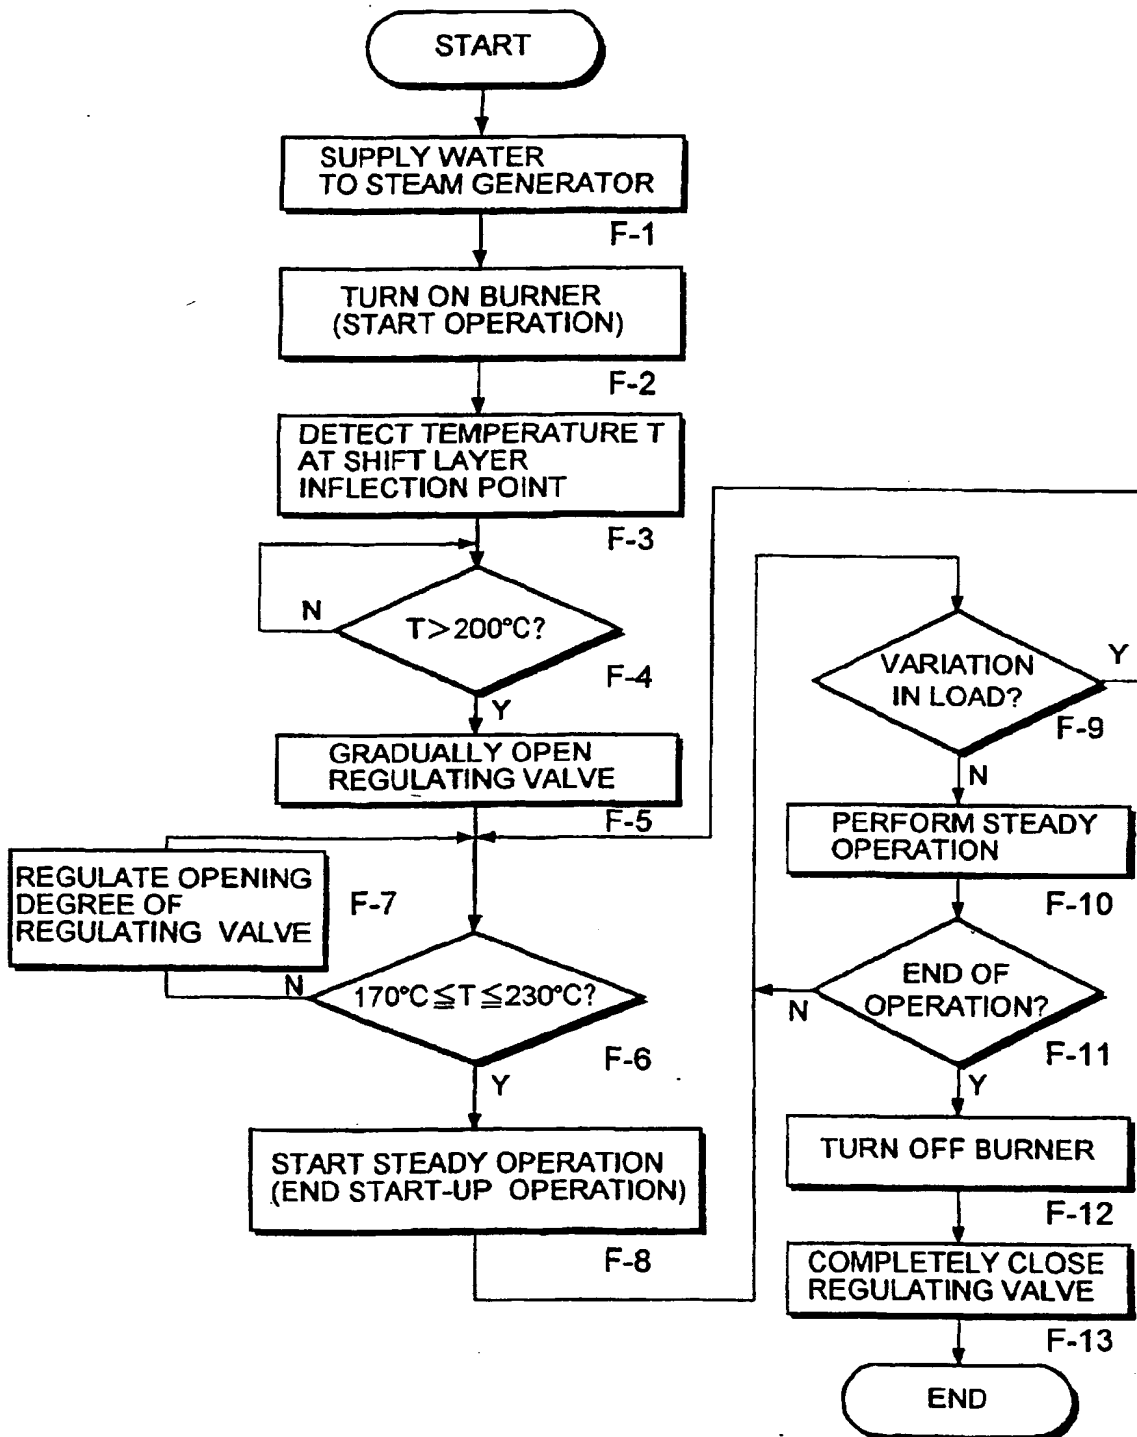 START
SUPPLY WATER
TO STEAM GENERATOR
F-1
TURN ON BURNER
(START OPERATION)
F-2
DETECT TEMPERATURE T
AT SHIFT LAYER
INFLECTION POINT
F-3
N
T>200°C?
F-4
Y
GRADUALLY OPEN
REGULATING VALVE
F-5
REGULATE OPENING
DEGREE OF
REGULATING VALVE
F-7
N
170°C≦T≦230°C?
F-6
Y
START STEADY OPERATION
(END START-UP OPERATION)
F-8
VARIATION
IN LOAD?
Y
F-9
N
PERFORM STEADY
OPERATION
F-10
END OF
OPERATION?
N
F-11
Y
TURN OFF BURNER
F-12
COMPLETELY CLOSE
REGULATING VALVE
F-13
END